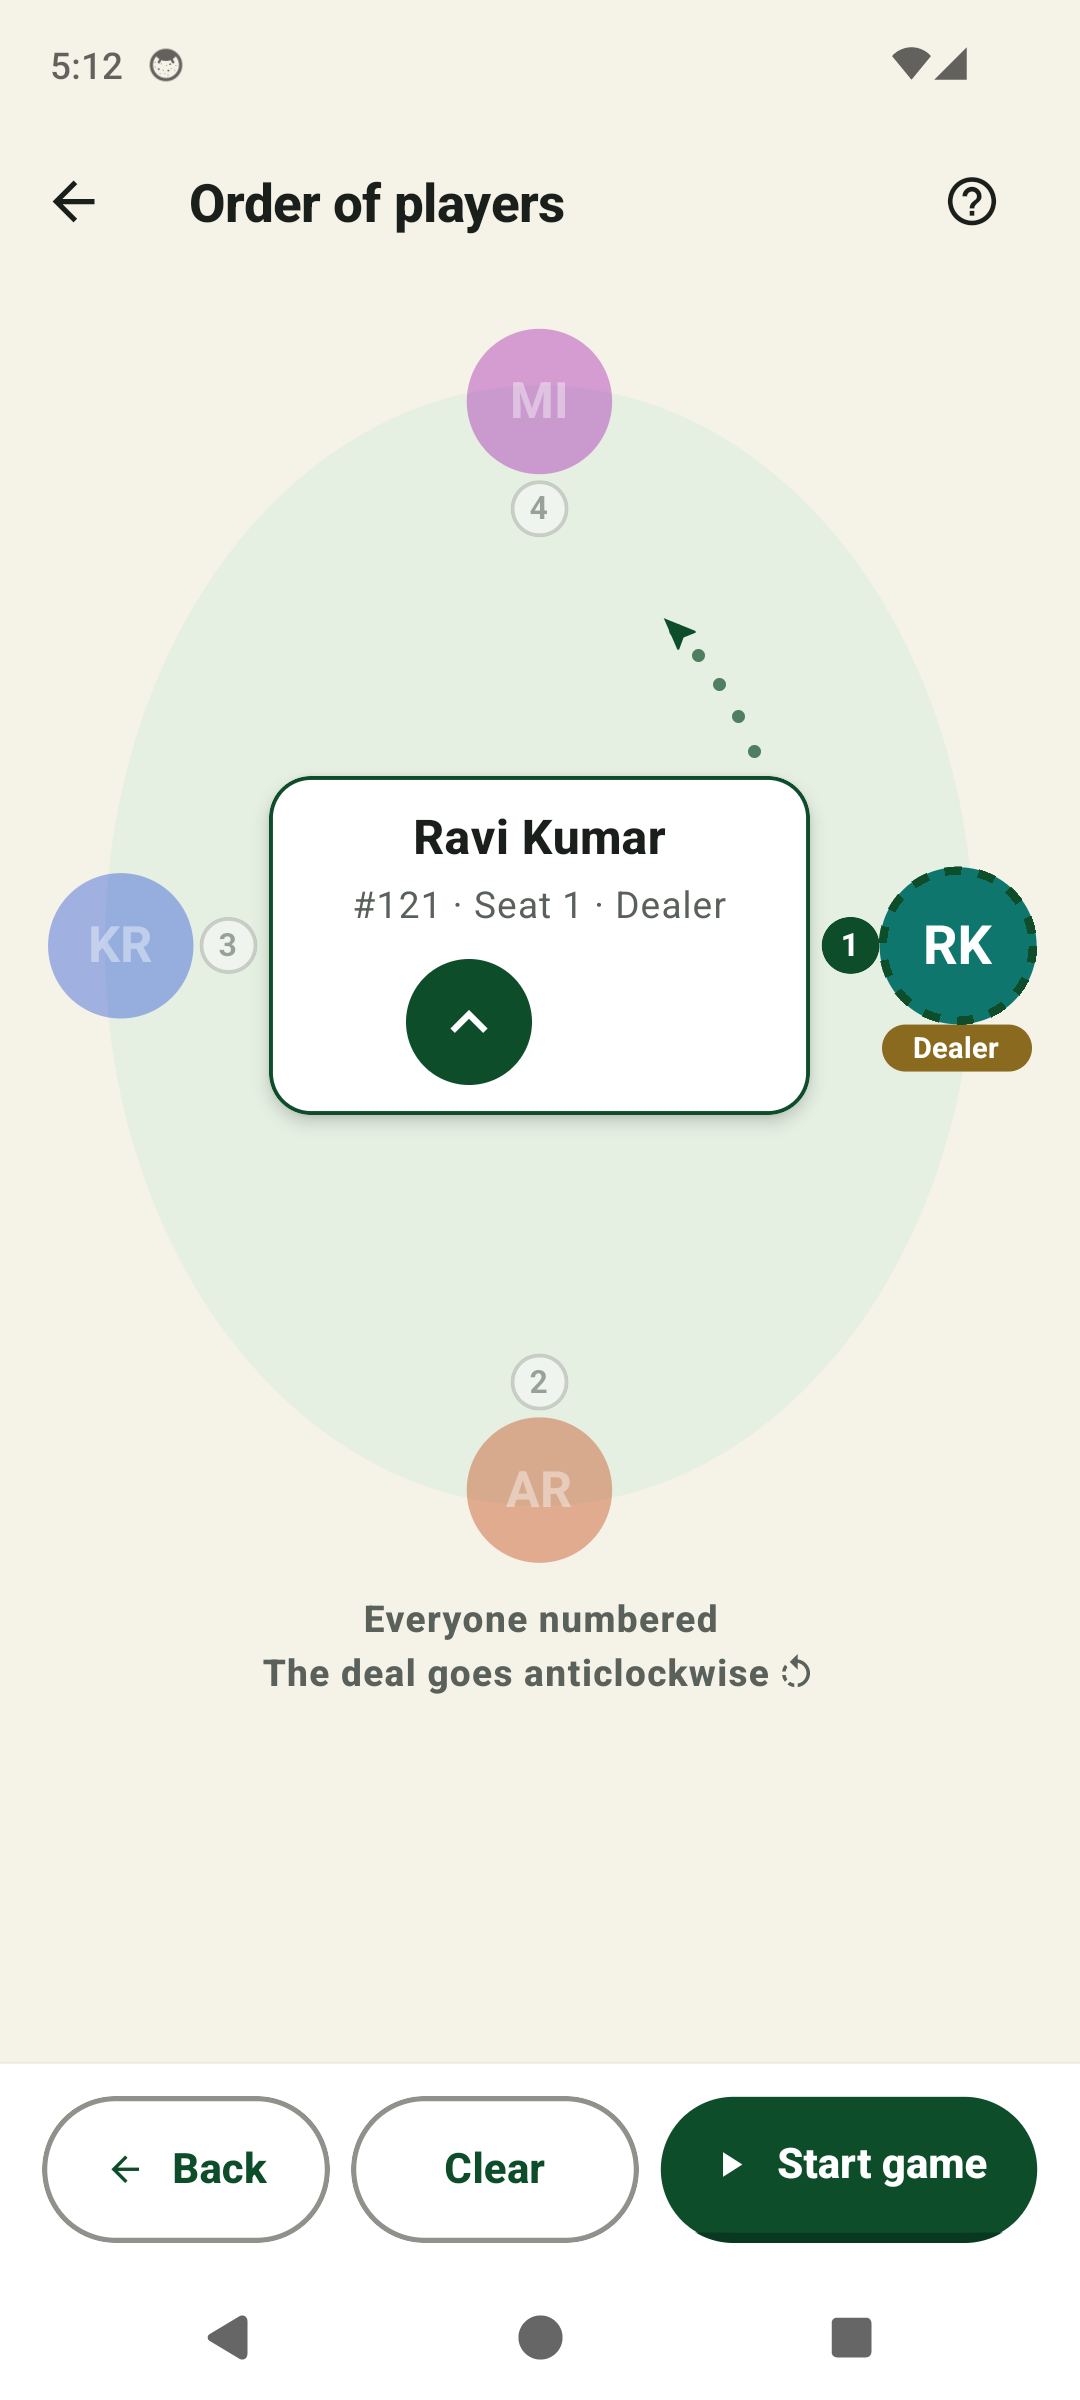 5:12
Order of players
MI
4
Ravi Kumar
#121 · Seat 1 · Dealer
KR
3
1
RK
Dealer
2
AR
Everyone numbered
The deal goes anticlockwise
Back
Clear
Start game